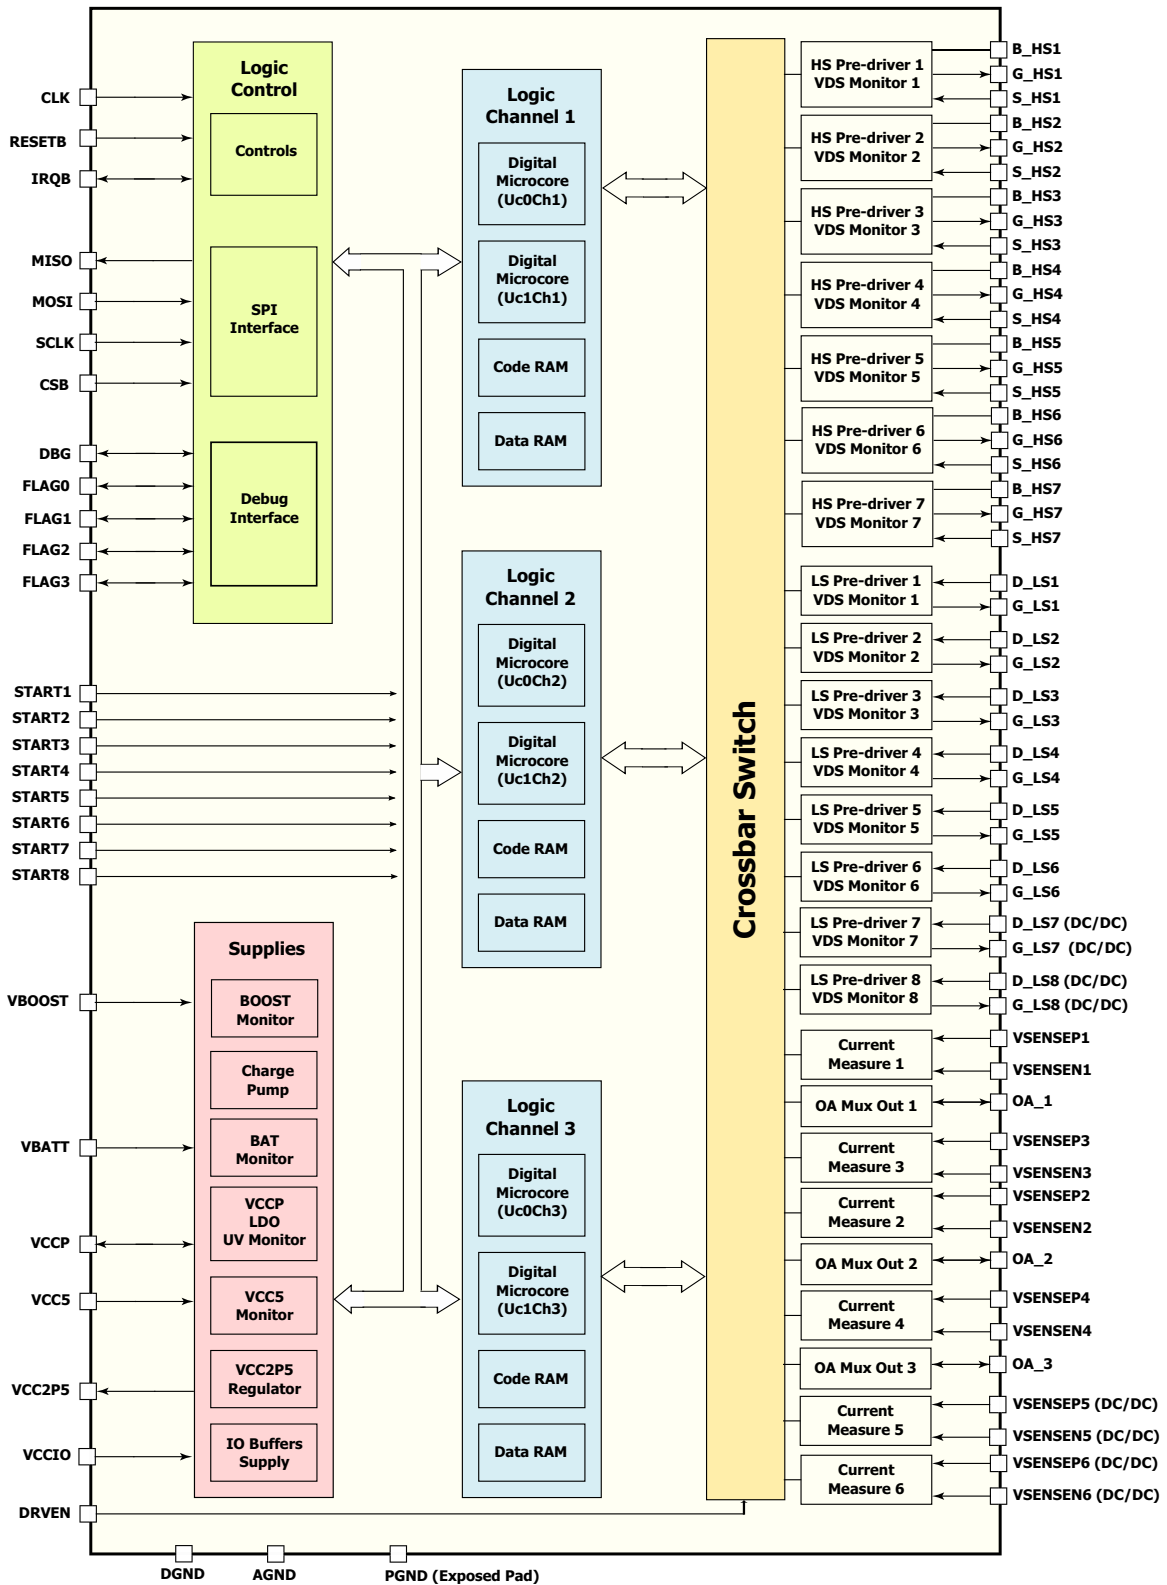 CLK
RESETB
IRQB
MISO
MOSI
SCLK
CSB
DBG
FLAG0
FLAG1
FLAG2
FLAG3
START1
START2
START3
START4
START5
START6
START7
START8
VBOOST
VBATT
VCCP
VCC5
VCC2P5
VCCIO
DRVEN
Logic
Control
Controls
SPI
Interface
Debug
Interface
Supplies
BOOST
Monitor
Charge
Pump
BAT
Monitor
VCCP
LDO
UV Monitor
VCC5
Monitor
VCC2P5
Regulator
IO Buffers
Supply
Logic
Channel 1
Digital
Microcore
(Uc0Ch1)
Digital
Microcore
(Uc1Ch1)
Code RAM
Data RAM
Logic
Channel 2
Digital
Microcore
(Uc0Ch2)
Digital
Microcore
(Uc1Ch2)
Code RAM
Data RAM
Logic
Channel 3
Digital
Microcore
(Uc0Ch3)
Digital
Microcore
(Uc1Ch3)
Code RAM
Data RAM
Crossbar Switch
HS Pre-driver 1
VDS Monitor 1
HS Pre-driver 2
VDS Monitor 2
HS Pre-driver 3
VDS Monitor 3
HS Pre-driver 4
VDS Monitor 4
HS Pre-driver 5
VDS Monitor 5
HS Pre-driver 6
VDS Monitor 6
HS Pre-driver 7
VDS Monitor 7
LS Pre-driver 1
VDS Monitor 1
LS Pre-driver 2
VDS Monitor 2
LS Pre-driver 3
VDS Monitor 3
LS Pre-driver 4
VDS Monitor 4
LS Pre-driver 5
VDS Monitor 5
LS Pre-driver 6
VDS Monitor 6
LS Pre-driver 7
VDS Monitor 7
LS Pre-driver 8
VDS Monitor 8
Current
Measure 1
OA Mux Out 1
Current
Measure 3
Current
Measure 2
OA Mux Out 2
Current
Measure 4
OA Mux Out 3
Current
Measure 5
Current
Measure 6
B_HS1
G_HS1
S_HS1
B_HS2
G_HS2
S_HS2
B_HS3
G_HS3
S_HS3
B_HS4
G_HS4
S_HS4
B_HS5
G_HS5
S_HS5
B_HS6
G_HS6
S_HS6
B_HS7
G_HS7
S_HS7
D_LS1
G_LS1
D_LS2
G_LS2
D_LS3
G_LS3
D_LS4
G_LS4
D_LS5
G_LS5
D_LS6
G_LS6
D_LS7 (DC/DC)
G_LS7 (DC/DC)
D_LS8 (DC/DC)
G_LS8 (DC/DC)
VSENSEP1
VSENSEN1
OA_1
VSENSEP3
VSENSEN3
VSENSEP2
VSENSEN2
OA_2
VSENSEP4
VSENSEN4
OA_3
VSENSEP5 (DC/DC)
VSENSEN5 (DC/DC)
VSENSEP6 (DC/DC)
VSENSEN6 (DC/DC)
DGND
AGND
PGND (Exposed Pad)